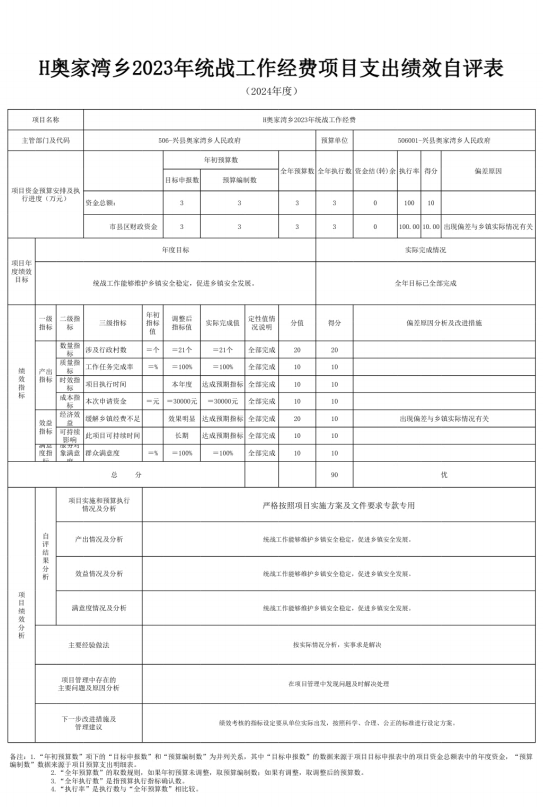 H奥家湾乡2023年统战工作经费项目支出绩效自评表
（2024年度）
项目名称 H奥家湾乡2023年统战工作经费
主管部门及代码 506-兴县奥家湾乡人民政府 预算单位 506001-兴县奥家湾乡人民政府
项目资金预算安排及执行进度（万元） 年初预算数 全年预算数 全年执行数 资金结(转)余 执行率 得分 偏差原因
目标申报数 预算编制数
资金总额： 3 3 3 3 0 100 10
市县区财政资金 3 3 3 3 0 100.00 10.00 出现偏差与乡镇实际情况有关
项目年度绩效目标 年度目标 实际完成情况
统战工作能够维护乡镇安全稳定，促进乡镇安全发展。 全年目标已全部完成
绩效指标 一级指标 二级指标 三级指标 年初指标值 调整后指标值 实际完成值 定性值情况说明 分值 得分 偏差原因分析及改进措施
产出指标 数量指标 涉及行政村数 ＝个 ＝21个 ＝21个 全部完成 20 20
质量指标 工作任务完成率 ＝% ＝100% ＝100% 全部完成 10 10
时效指标 项目执行时间 本年度 达成预期指标 全部完成 10 10
成本指标 本次申请资金 ＝元 ＝30000元 ＝30000元 全部完成 10 10
效益指标 经济效益 缓解乡镇经费不足 效果明显 达成预期指标 全部完成 20 10 出现偏差与乡镇实际情况有关
可持续影响 此项目可持续时间 长期 达成预期指标 全部完成 10 10
满意度指标 服务对象满意度 群众满意度 ＝% ＝100% ＝100% 全部完成 10 10
总 分 90 优
项目绩效分析 自评结果分析 项目实施和预算执行情况及分析 严格按照项目实施方案及文件要求专款专用
产出情况及分析 统战工作能够维护乡镇安全稳定，促进乡镇安全发展。
效益情况及分析 统战工作能够维护乡镇安全稳定，促进乡镇安全发展。
满意度情况及分析 统战工作能够维护乡镇安全稳定，促进乡镇安全发展。
主要经验做法 按实际情况分析，实事求是解决
项目管理中存在的主要问题及原因分析 在项目管理中发现问题及时解决处理
下一步改进措施及管理建议 绩效考核的指标设定要从单位实际出发，按照科学、合理、公正的标准进行设定方案。
备注：1.“年初预算数”项下的“目标申报数”和“预算编制数”为并列关系，其中“目标申报数”的数据来源于项目目标申报表中的项目资金总额表中的年度资金，“预算
编制数”数据来源于项目预算支出明细表。
2.“全年预算数”的取数规则，如果年初预算未调整，取预算编制数；如果有调整，取调整后的预算数。
3.“全年执行数”是指预算执行指标确认数。
4.“执行率”是执行数与“全年预算数”相比较。